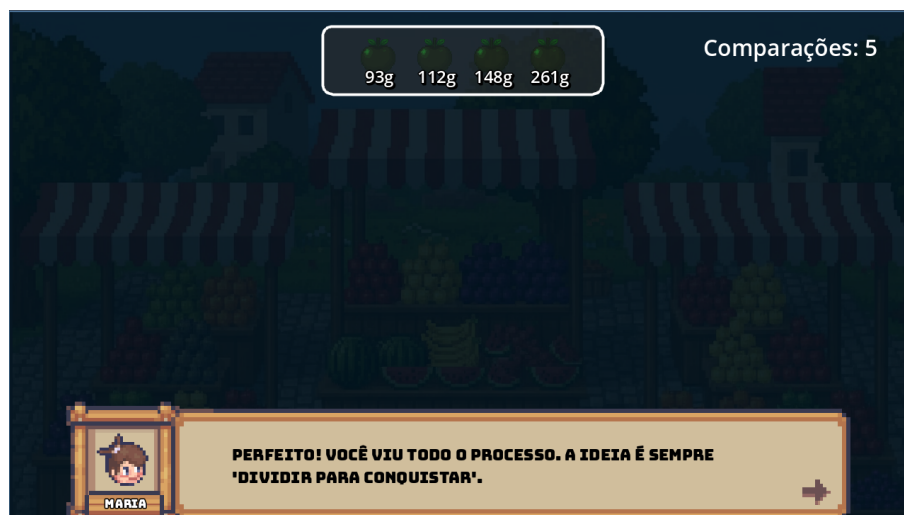 Comparações: 5
93g 112g 148g 261g
PERFEITO! VOCÊ VIU TODO O PROCESSO. A IDEIA É SEMPRE
'DIVIDIR PARA CONQUISTAR'.
MARIA